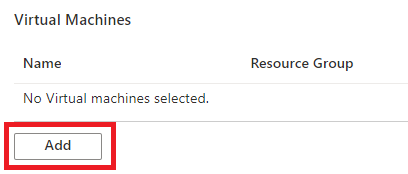 Virtual Machines
Name Resource Group
No Virtual machines selected.
Add